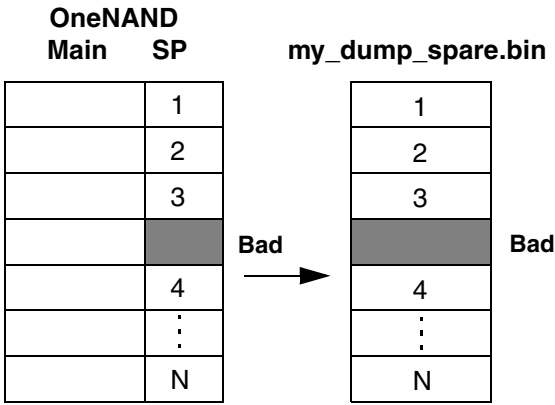 OneNAND
Main SP my_dump_spare.bin
1 1
2 2
3 3
Bad Bad
4 4
N N